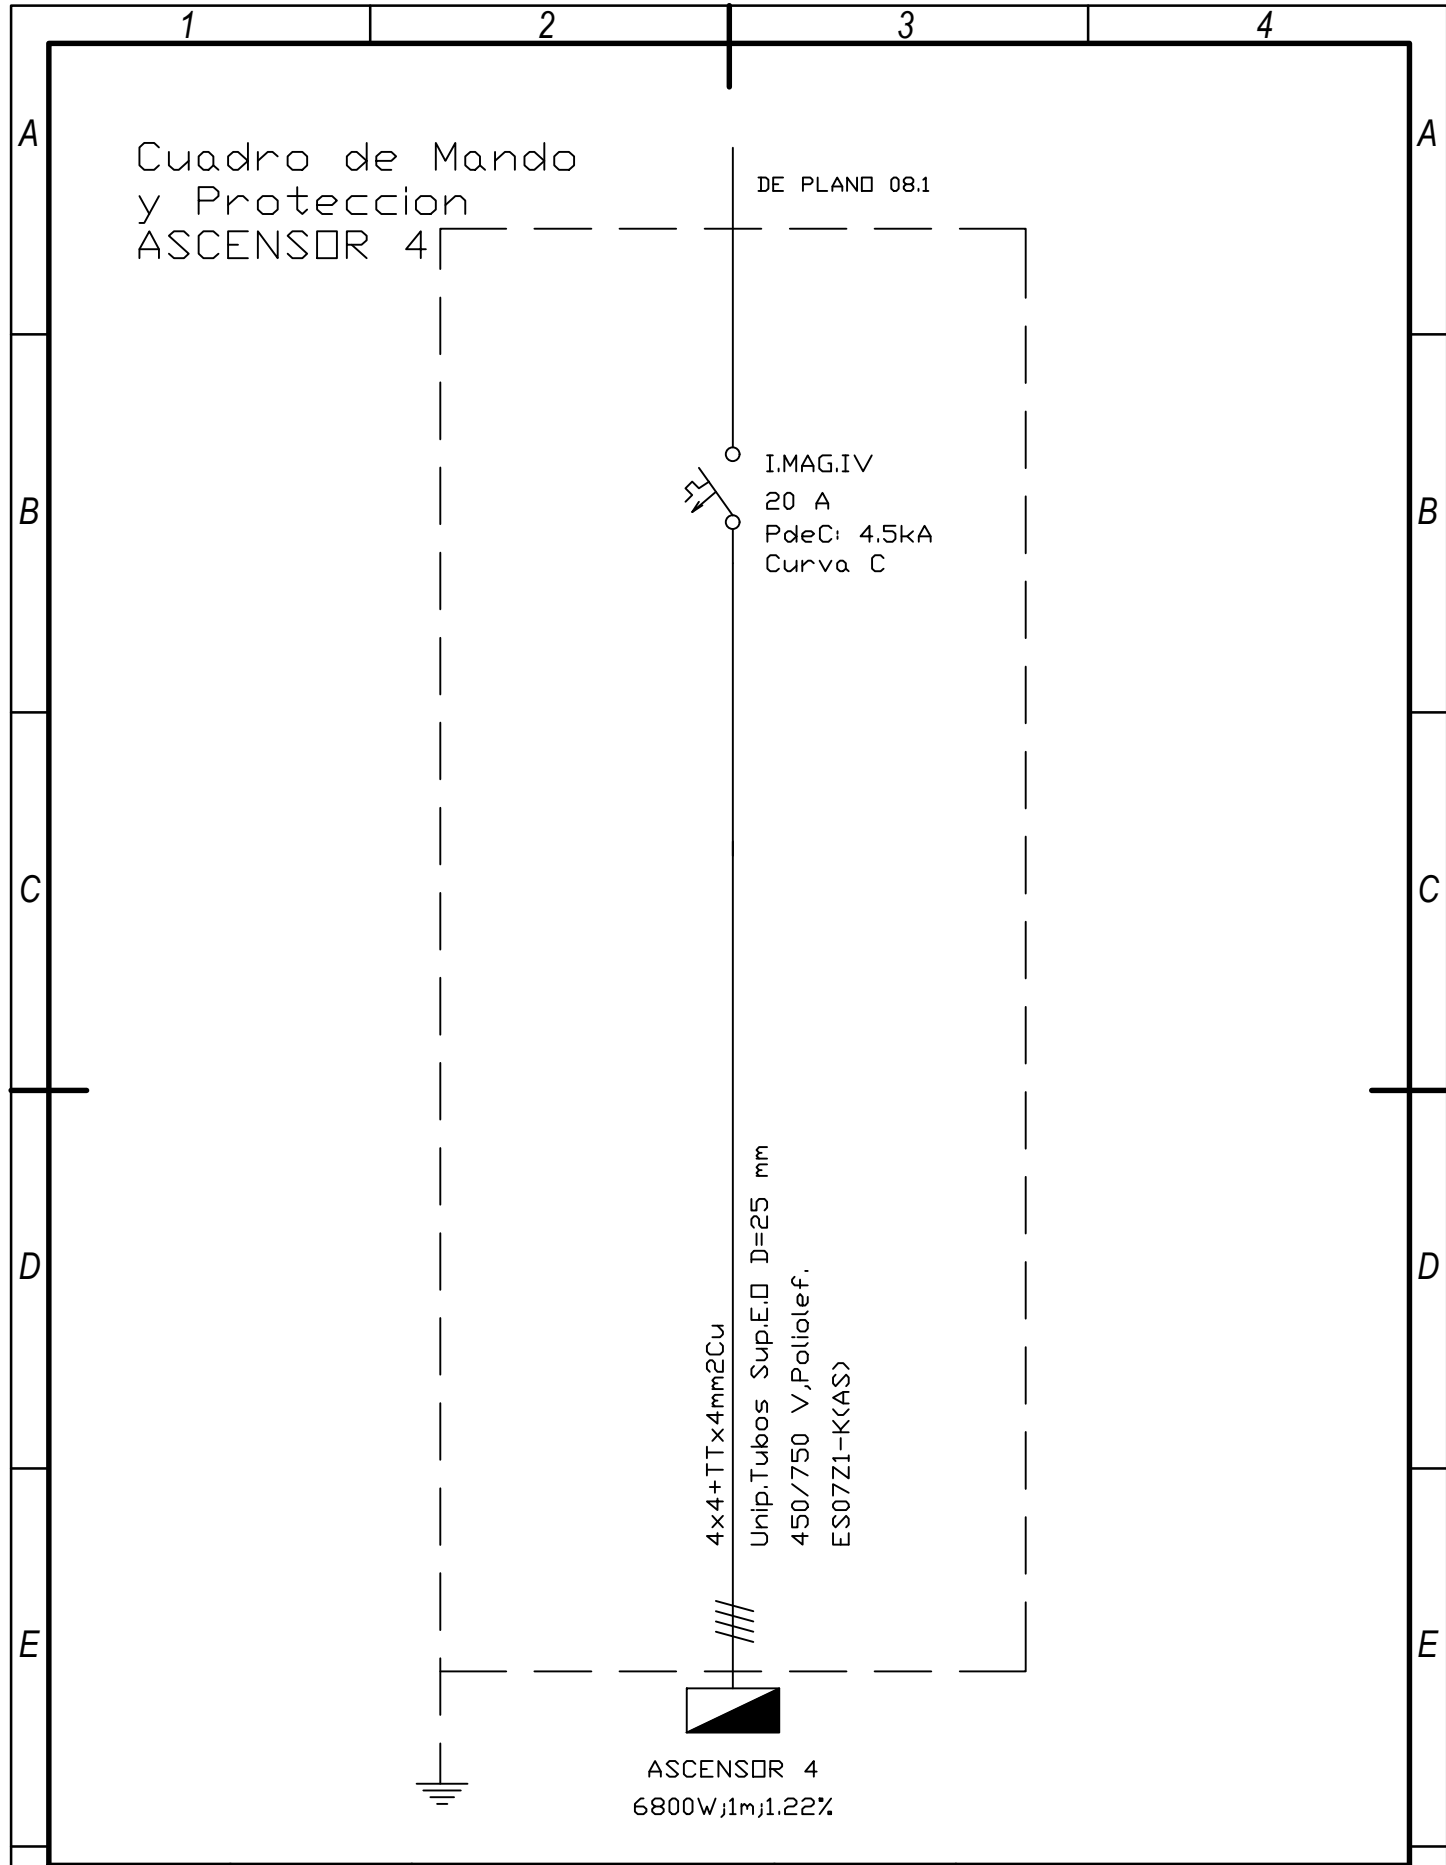 1 2 3 4
A A
Cuadro de Mando
y Proteccion
ASCENSOR 4
DE PLANO 08.1
I.MAG.IV
20 A
PdeC: 4.5kA
Curva C
B B
C C
D D
4x4+TTx4mm2Cu
Unip.Tubos Sup.E.O D=25 mm
450/750 V,Poliolef.
ES07Z1-K(AS)
E E
ASCENSOR 4
6800W;1m;1.22%